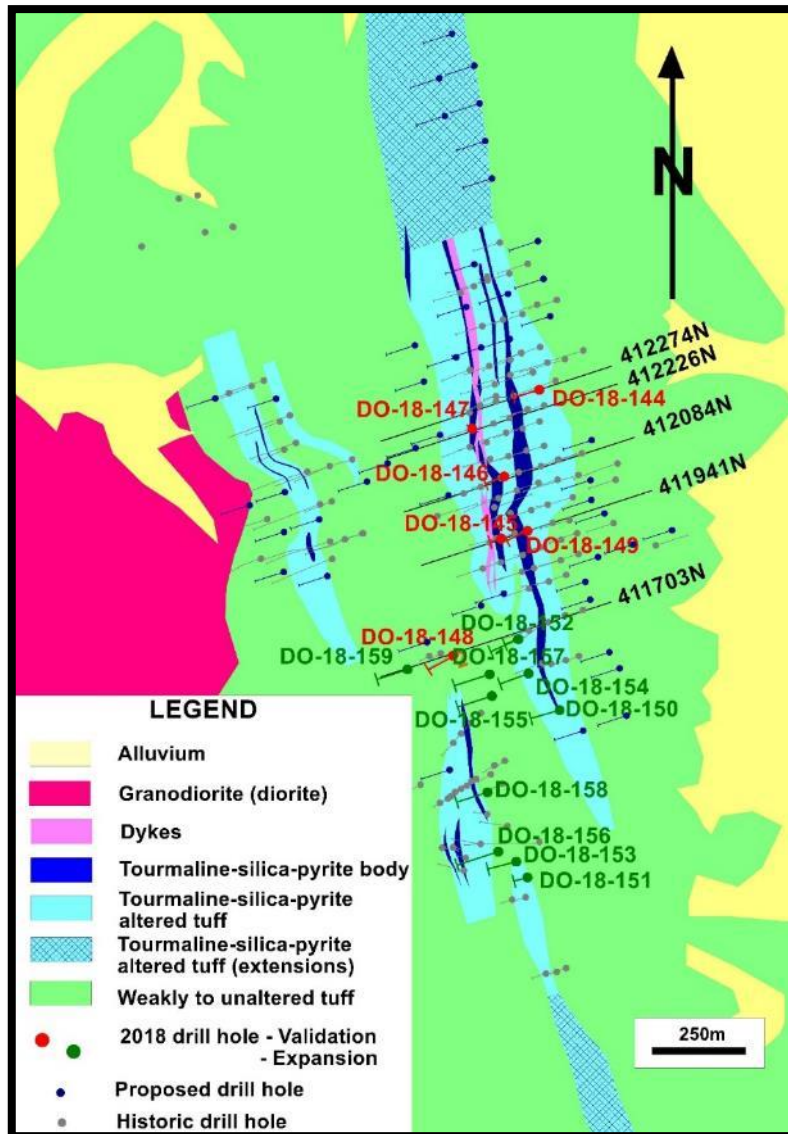 N
412274N
412226N
DO-18-147
DO-18-144
412084N
DO-18-146
411941N
DO-18-145
DO-18-149
411703N
DO-18-152
DO-18-148
DO-18-159
DO-18-157
DO-18-154
DO-18-150
DO-18-155
DO-18-158
DO-18-156
DO-18-153
DO-18-151
LEGEND
Alluvium
Granodiorite (diorite)
Dykes
Tourmaline-silica-pyrite body
Tourmaline-silica-pyrite
altered tuff
Tourmaline-silica-pyrite
altered tuff (extensions)
Weakly to unaltered tuff
2018 drill hole - Validation
- Expansion
Proposed drill hole
Historic drill hole
250m